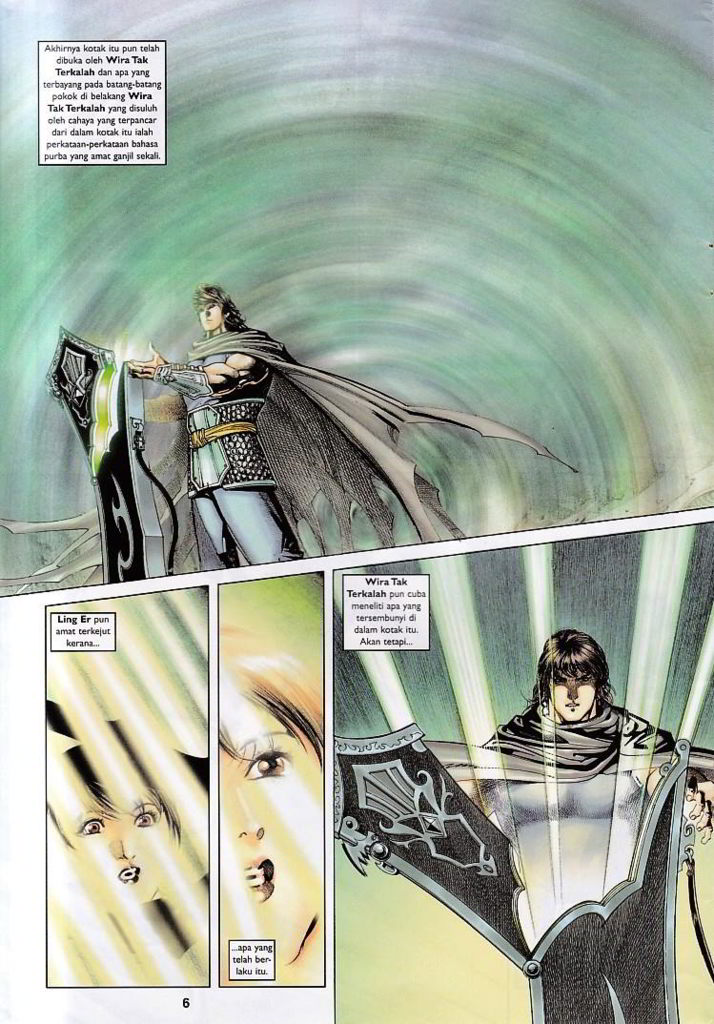 Akhirnya kotak itu pun telah
dibuka oleh Wira Tak
Terkalah dan apa yang
terbayang pada batang-batang
pokok di belakang Wira
Tak Terkalah yang disuluh
oleh cahaya yang terpancar
dari dalam kotak itu ialah
perkataan-perkataan bahasa
purba yang amat ganjil sekali.
Ling Er pun
amat terkejut
kerana...
...apa yang
telah ber-
laku itu.
Wira Tak
Terkalah pun cuba
meneliti apa yang
tersembunyi di
dalam kotak itu.
Akan tetapi...
6